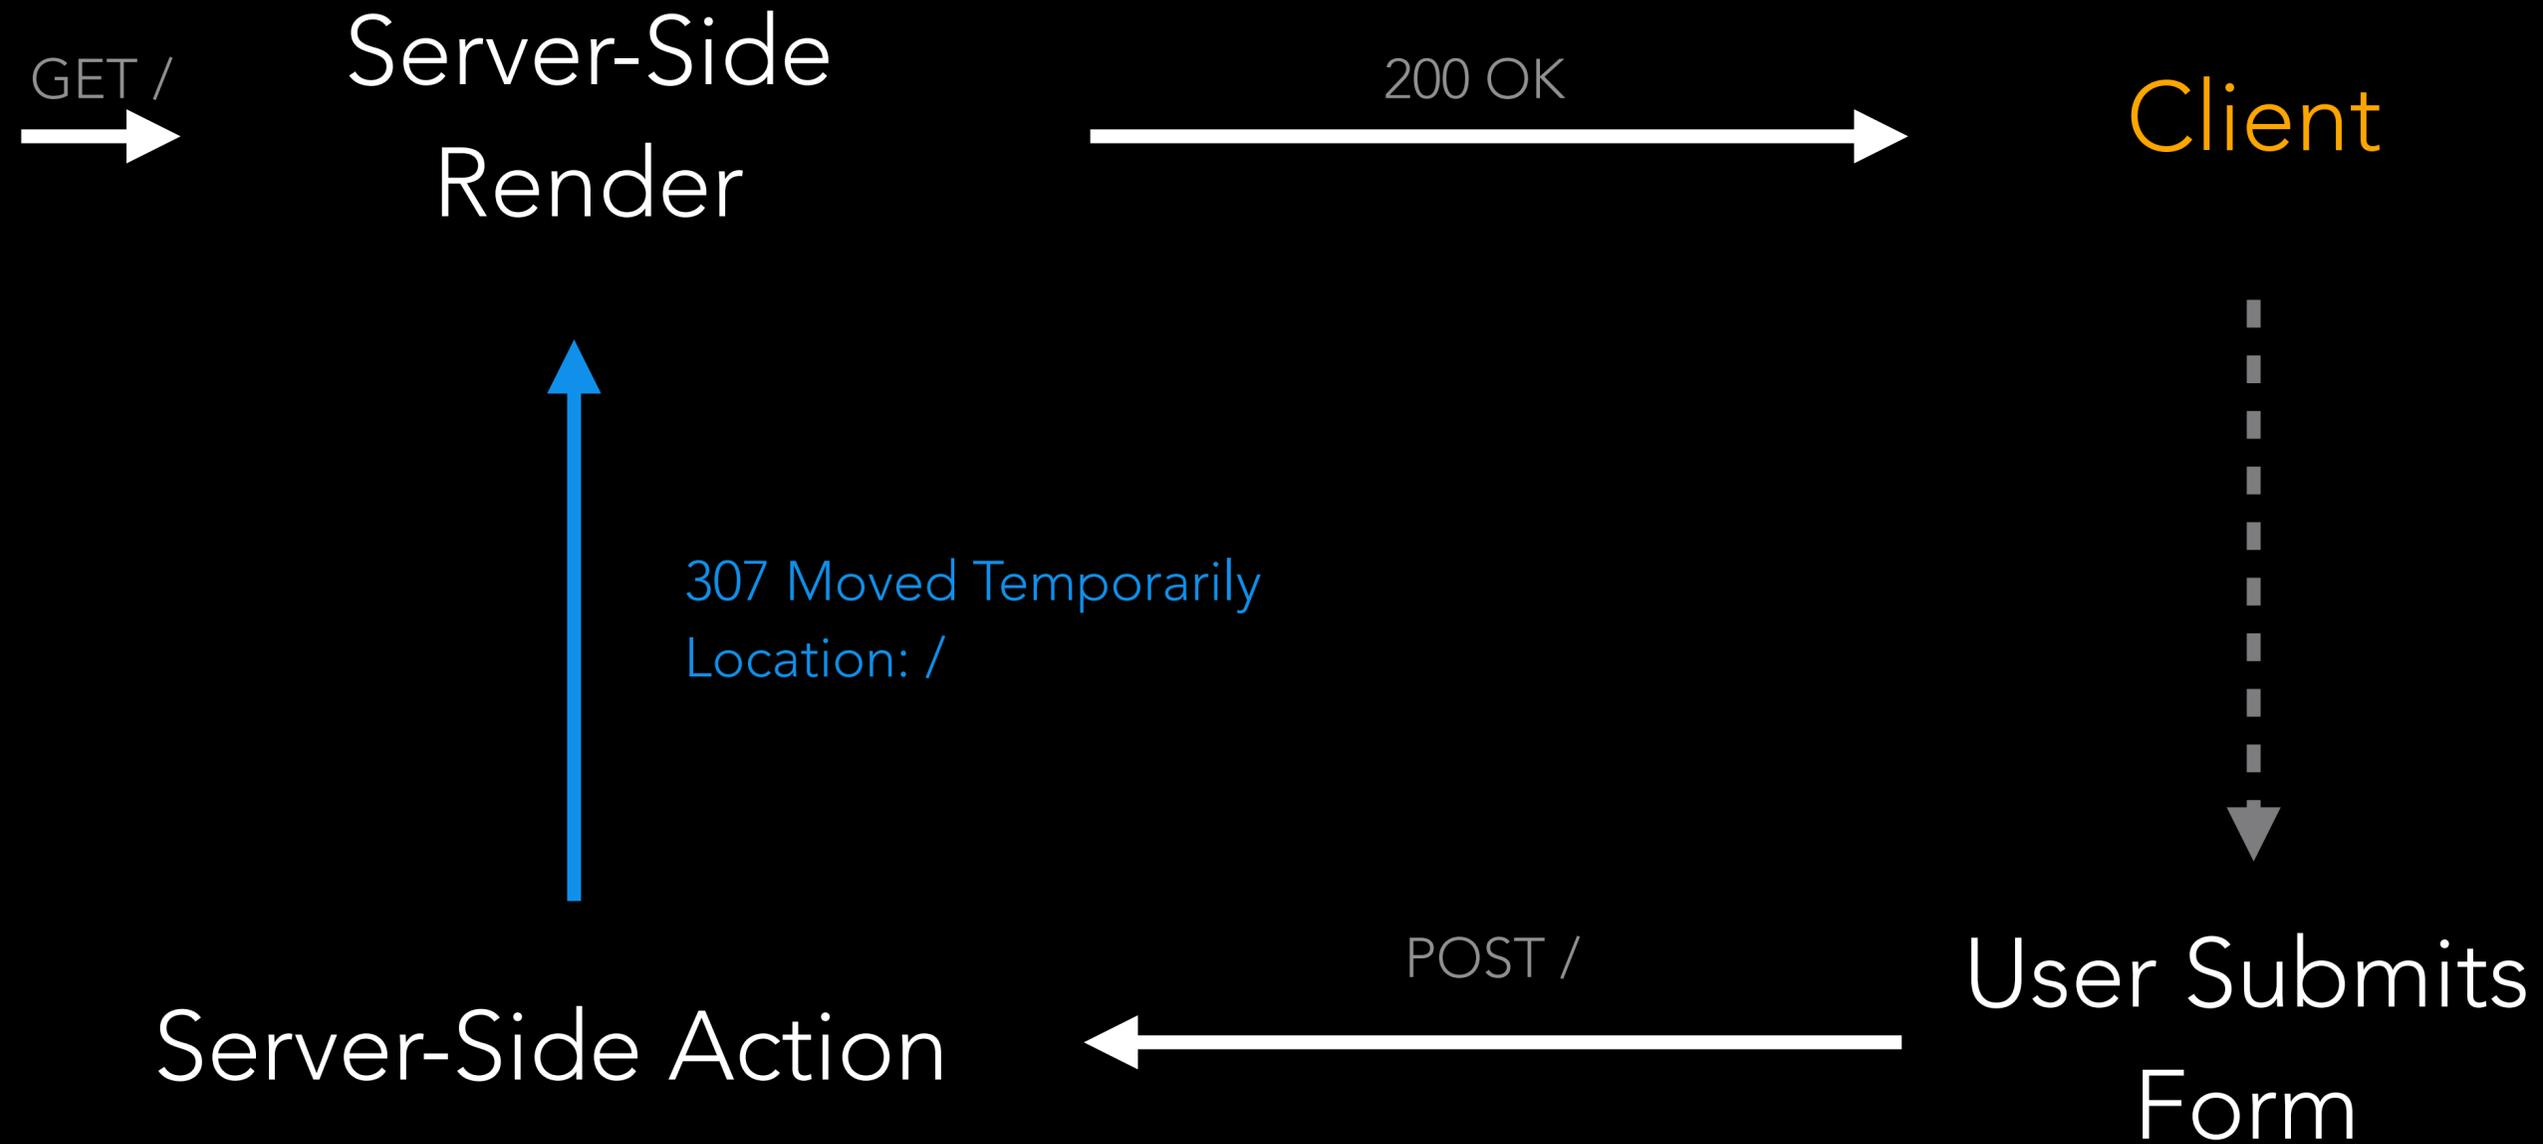 GET /
Server-Side
Render
200 OK
Client
307 Moved Temporarily
Location: /
Server-Side Action
POST /
User Submits
Form